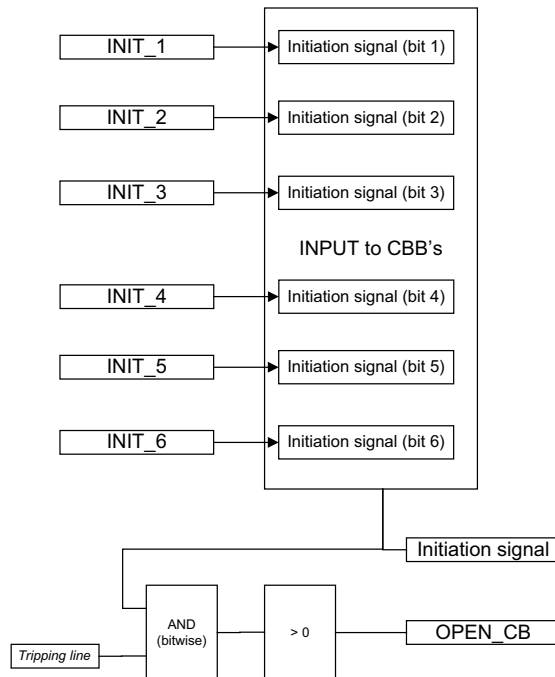 INIT_1
Initiation signal (bit 1)
INIT_2
Initiation signal (bit 2)
INIT_3
Initiation signal (bit 3)
INPUT to CBB's
INIT_4
Initiation signal (bit 4)
INIT_5
Initiation signal (bit 5)
INIT_6
Initiation signal (bit 6)
Initiation signal
AND
(bitwise)
> 0
OPEN_CB
Tripping line